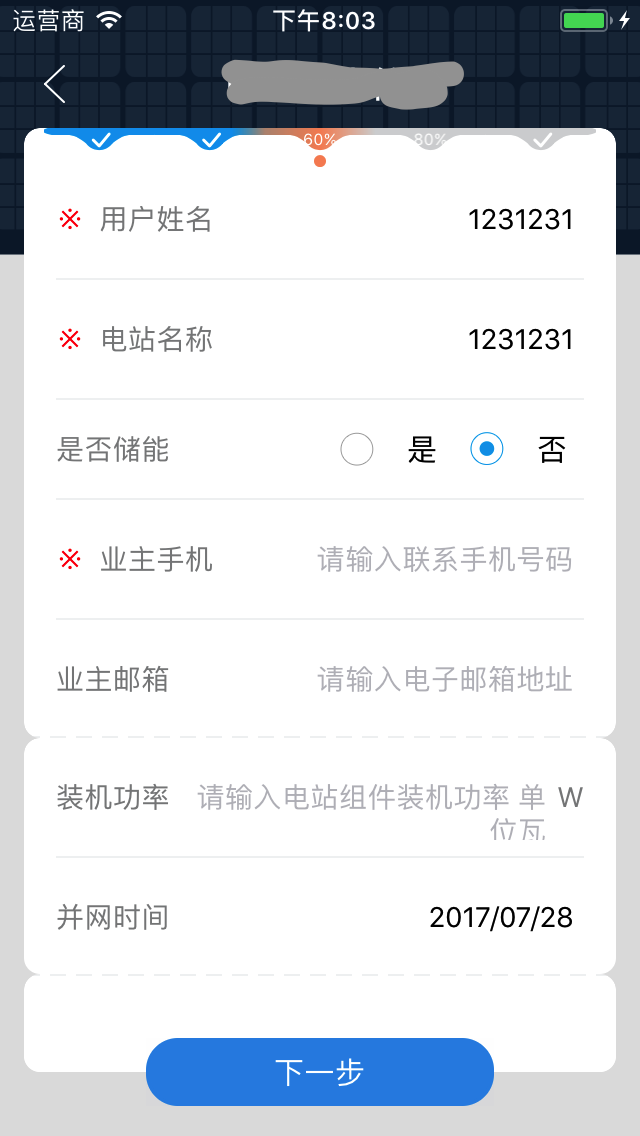 运营商 下午8:03
60% 80%
※ 用户姓名 1231231
※ 电站名称 1231231
是否储能 是 否
※ 业主手机 请输入联系手机号码
业主邮箱 请输入电子邮箱地址
装机功率 请输入电站组件装机功率 单 W
位瓦
并网时间 2017/07/28
下一步